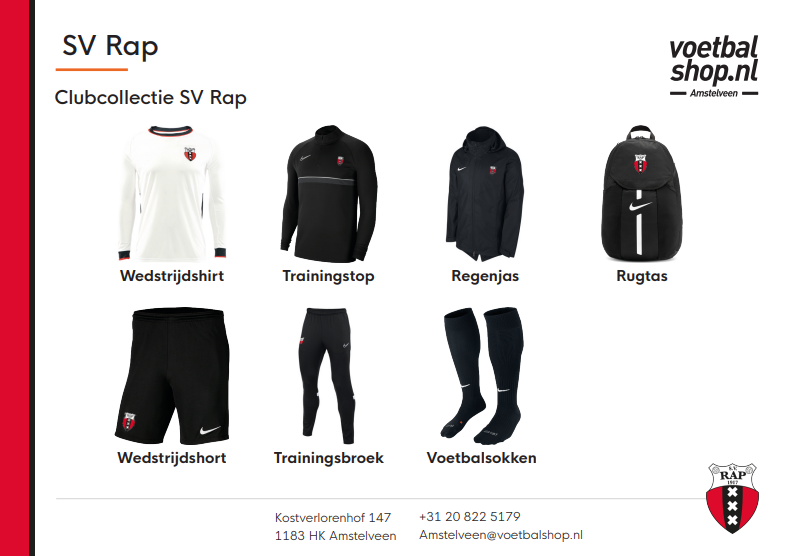 SV Rap
voetbal
shop.nl
Amstelveen
Clubcollectie SV Rap
Wedstrijdshirt
Trainingstop
Regenjas
Rugtas
Wedstrijdshort
Trainingsbroek
Voetbalsokken
S.V.
RAP
1917
Kostverlorenhof 147
1183 HK Amstelveen
+31 20 822 5179
Amstelveen@voetbalshop.nl